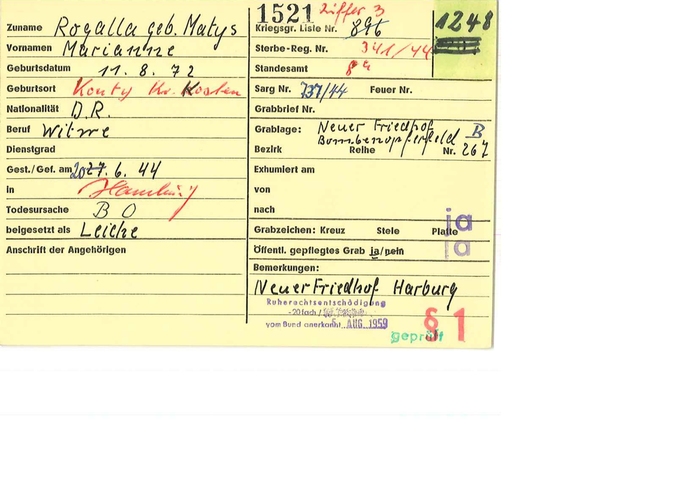 Zuname Rogalla geb. Matys
Vornamen Marianne
Geburtsdatum 11. 8. 72
Geburtsort Konty Kr. Kosten
Nationalität D.R.
Beruf Witwe
Dienstgrad
Gest./Gef. am 27. 6. 44
in Hamburg
Todesursache B O
beigesetzt als Leiche
Anschrift der Angehörigen
1521 Ziffer 3
Kriegsgr. Liste Nr. 896
1248
Sterbe-Reg. Nr. 341/44
Standesamt 8a
Sarg Nr. 737/44 Feuer Nr.
Grabbrief Nr.
Grablage: Neuer Friedhof
Bombenopferfeld B
Bezirk Reihe Nr. 267
Exhumiert am
von
nach
Grabzeichen: Kreuz Stele Platte ja
Öffentl. gepflegtes Grab ja/nein ja
Bemerkungen:
Neuer Friedhof Harburg
Ruherechtsentschädigung
-20fach /
vom Bund anerkannt 5. AUG. 1959
§ 1
geprüft